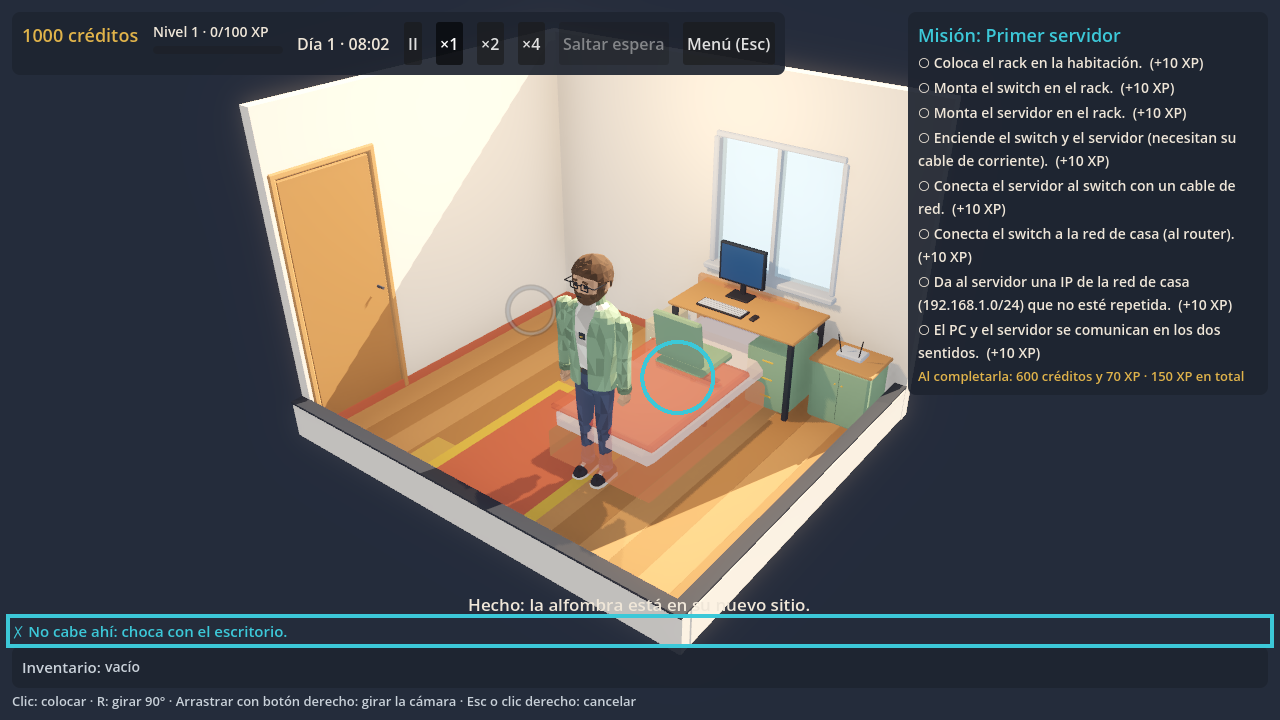 1000 créditos
Nivel 1 · 0/100 XP
Día 1 · 08:02
II
×1
×2
×4
Saltar espera
Menú (Esc)
Misión: Primer servidor
○ Coloca el rack en la habitación. (+10 XP)
○ Monta el switch en el rack. (+10 XP)
○ Monta el servidor en el rack. (+10 XP)
○ Enciende el switch y el servidor (necesitan su
cable de corriente). (+10 XP)
○ Conecta el servidor al switch con un cable de
red. (+10 XP)
○ Conecta el switch a la red de casa (al router).
(+10 XP)
○ Da al servidor una IP de la red de casa
(192.168.1.0/24) que no esté repetida. (+10 XP)
○ El PC y el servidor se comunican en los dos
sentidos. (+10 XP)
Al completarla: 600 créditos y 70 XP · 150 XP en total
Hecho: la alfombra está en su nuevo sitio.
╳ No cabe ahí: choca con el escritorio.
Inventario: vacío
Clic: colocar · R: girar 90° · Arrastrar con botón derecho: girar la cámara · Esc o clic derecho: cancelar